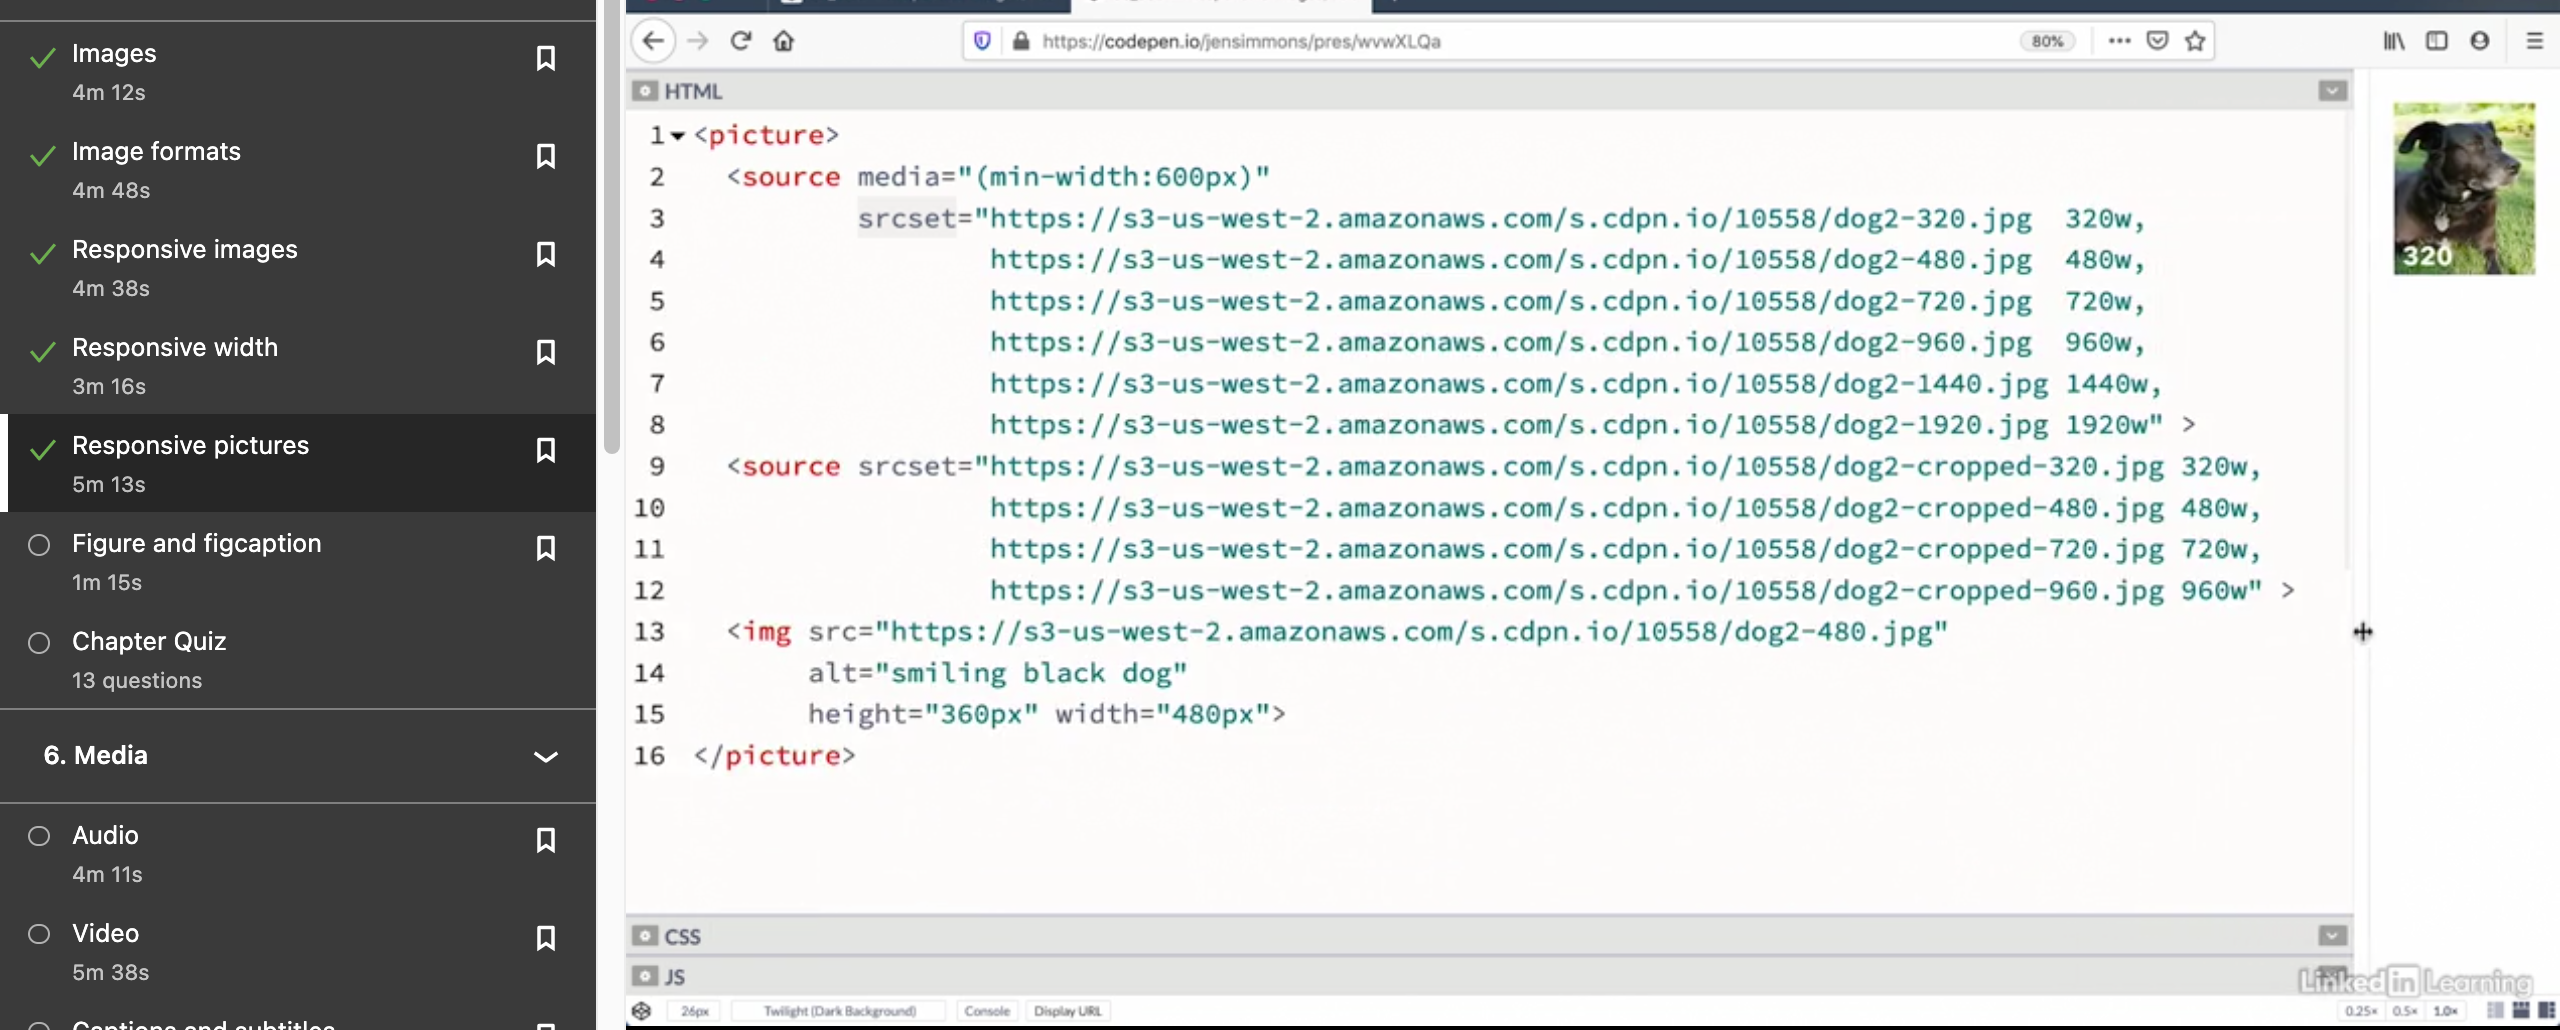 Images
4m 12s
Image formats
4m 48s
Responsive images
4m 38s
Responsive width
3m 16s
Responsive pictures
5m 13s
Figure and figcaption
1m 15s
Chapter Quiz
13 questions
6. Media
Audio
4m 11s
Video
5m 38s
Captions and subtitles
https://codepen.io/jensimmons/pres/wvwXLQa
80%
HTML
1 <picture>
2 <source media="(min-width:600px)"
3 srcset="https://s3-us-west-2.amazonaws.com/s.cdpn.io/10558/dog2-320.jpg 320w,
4 https://s3-us-west-2.amazonaws.com/s.cdpn.io/10558/dog2-480.jpg 480w,
5 https://s3-us-west-2.amazonaws.com/s.cdpn.io/10558/dog2-720.jpg 720w,
6 https://s3-us-west-2.amazonaws.com/s.cdpn.io/10558/dog2-960.jpg 960w,
7 https://s3-us-west-2.amazonaws.com/s.cdpn.io/10558/dog2-1440.jpg 1440w,
8 https://s3-us-west-2.amazonaws.com/s.cdpn.io/10558/dog2-1920.jpg 1920w" >
9 <source srcset="https://s3-us-west-2.amazonaws.com/s.cdpn.io/10558/dog2-cropped-320.jpg 320w,
10 https://s3-us-west-2.amazonaws.com/s.cdpn.io/10558/dog2-cropped-480.jpg 480w,
11 https://s3-us-west-2.amazonaws.com/s.cdpn.io/10558/dog2-cropped-720.jpg 720w,
12 https://s3-us-west-2.amazonaws.com/s.cdpn.io/10558/dog2-cropped-960.jpg 960w" >
13 <img src="https://s3-us-west-2.amazonaws.com/s.cdpn.io/10558/dog2-480.jpg"
14 alt="smiling black dog"
15 height="360px" width="480px">
16 </picture>
320
CSS
JS
Linked in Learning
26px Twilight (Dark Background) Console Display URL 0.25× 0.5× 1.0×